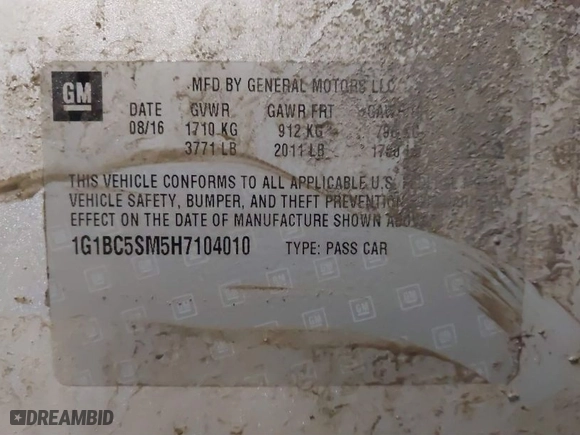 GM MFD BY GENERAL MOTORS LLC
DATE GVWR GAWR FRT
08/16 1710 KG 912 KG
3771 LB 2011 LB
THIS VEHICLE CONFORMS TO ALL APPLICABLE U.S.
VEHICLE SAFETY, BUMPER, AND THEFT PREVENTION
EFFECT ON THE DATE OF MANUFACTURE SHOWN
1G1BC5SM5H7104010 TYPE: PASS CAR
DREAMBID